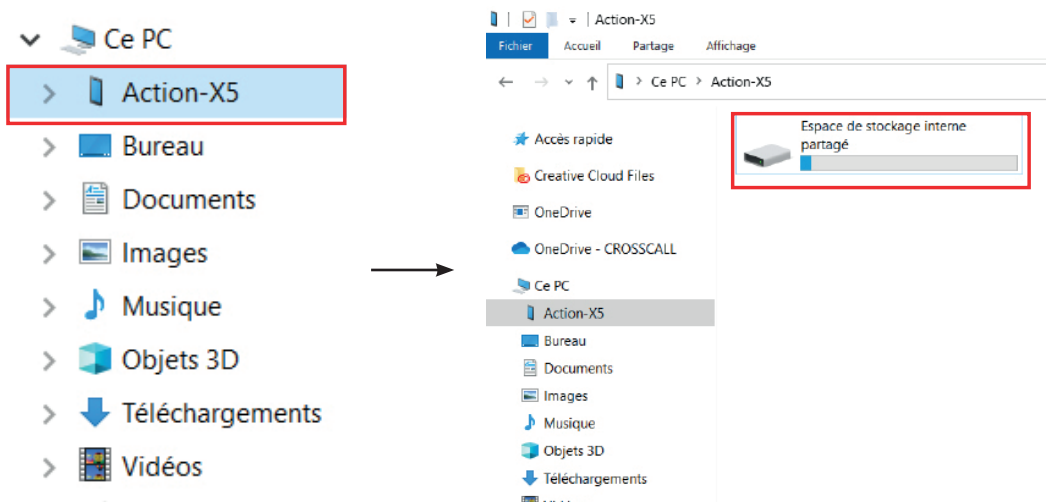 Ce PC
Action-X5
Bureau
Documents
Images
Musique
Objets 3D
Téléchargements
Vidéos
Action-X5
Fichier Accueil Partage Affichage
Ce PC > Action-X5
Accès rapide
Creative Cloud Files
OneDrive
OneDrive - CROSSCALL
Ce PC
Action-X5
Bureau
Documents
Images
Musique
Objets 3D
Téléchargements
Espace de stockage interne
partagé